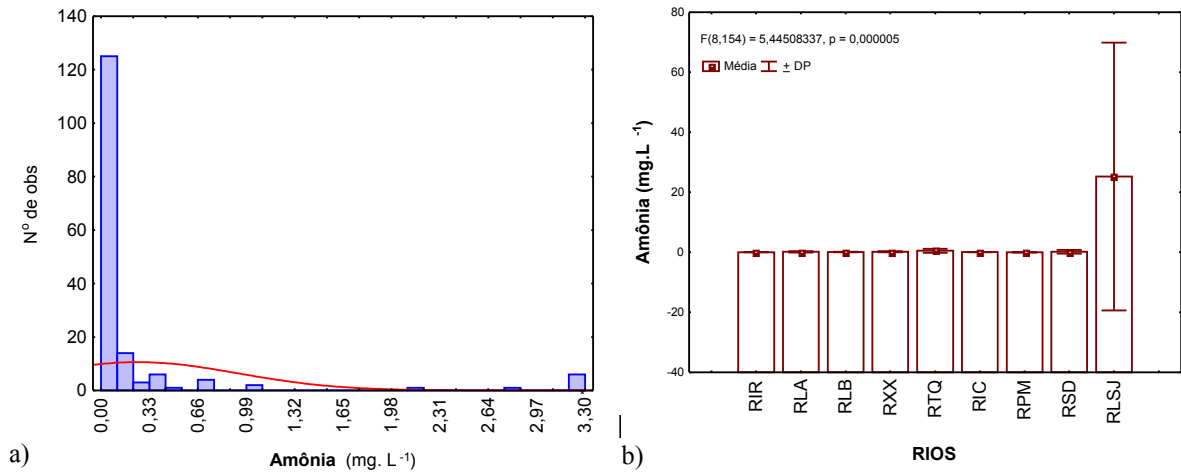 140
120
100
80
60
40
20
0
Nº de obs
0,00
0,33
0,66
0,99
1,32
1,65
1,98
2,31
2,64
2,97
3,30
Amônia (mg. L -1)
a)
80
60
40
20
0
-20
-40
Amônia (mg.L -1)
F(8,154) = 5,44508337, p = 0,000005
Média ± DP
RIR
RLA
RLB
RXX
RTQ
RIC
RPM
RSD
RLSJ
RIOS
b)